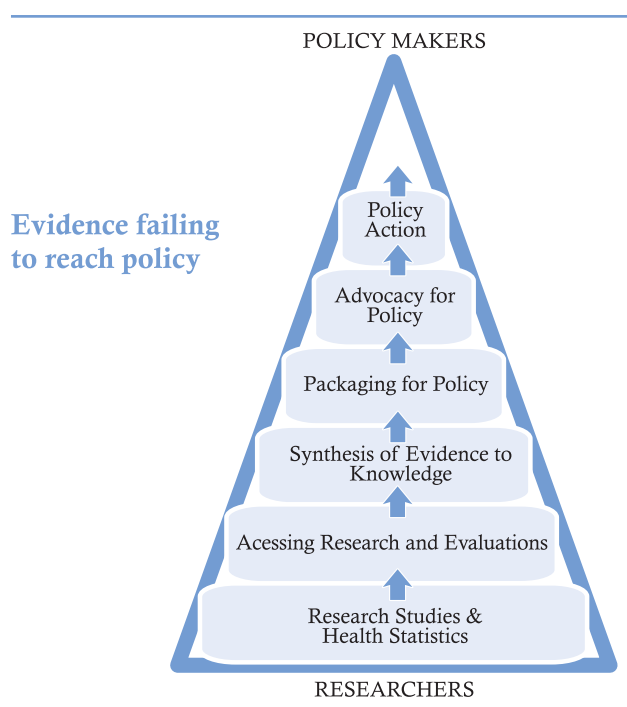 POLICY MAKERS
Evidence failing
to reach policy
Policy
Action
Advocacy for
Policy
Packaging for Policy
Synthesis of Evidence to
Knowledge
Acessing Research and Evaluations
Research Studies &
Health Statistics
RESEARCHERS